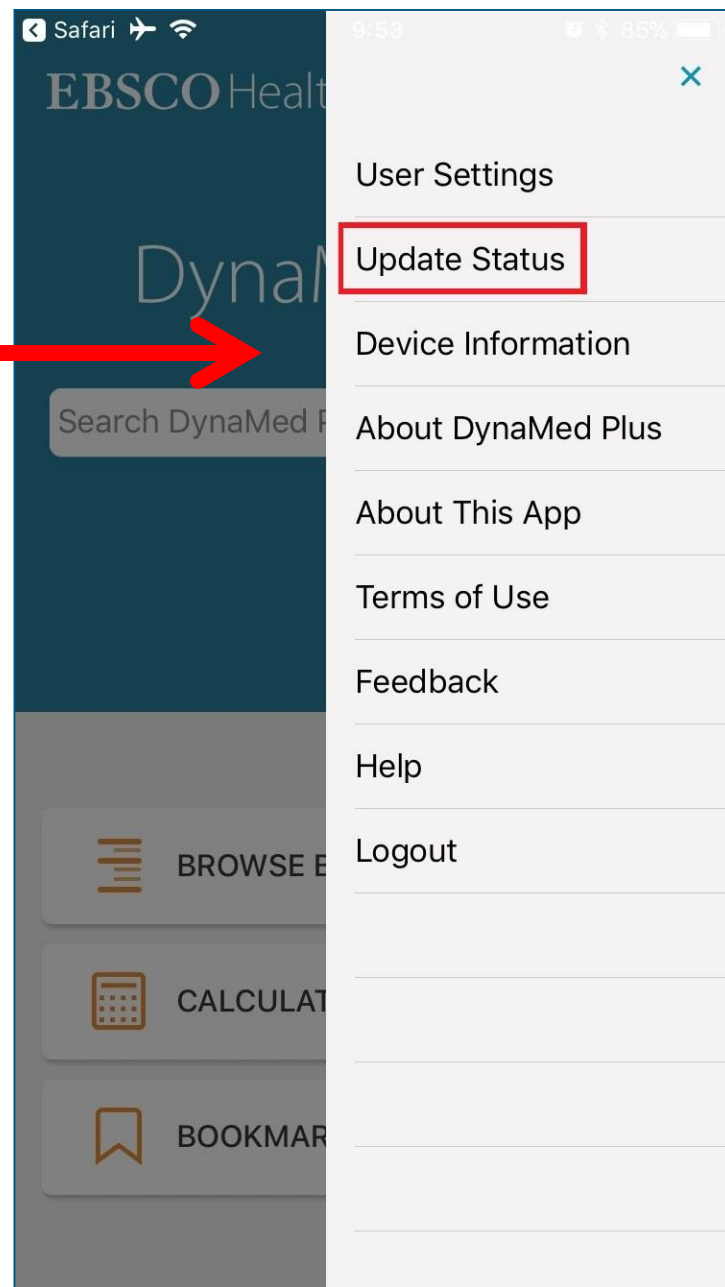 Safari 9:53 85%
EBSCO Healt
DynaM
Search DynaMed P
BROWSE B
CALCULAT
BOOKMAR
User Settings
Update Status
Device Information
About DynaMed Plus
About This App
Terms of Use
Feedback
Help
Logout